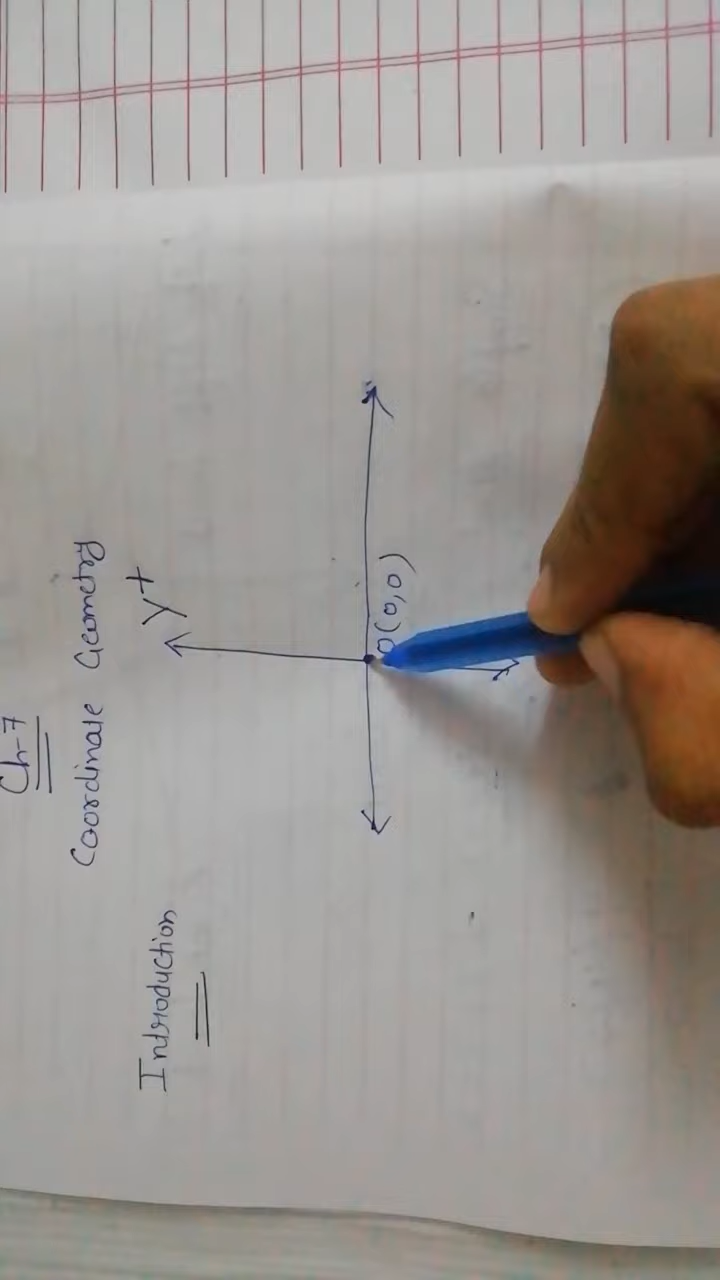 Ch-7
Coordinate Geometry
Introduction
Y+
O(0,0)